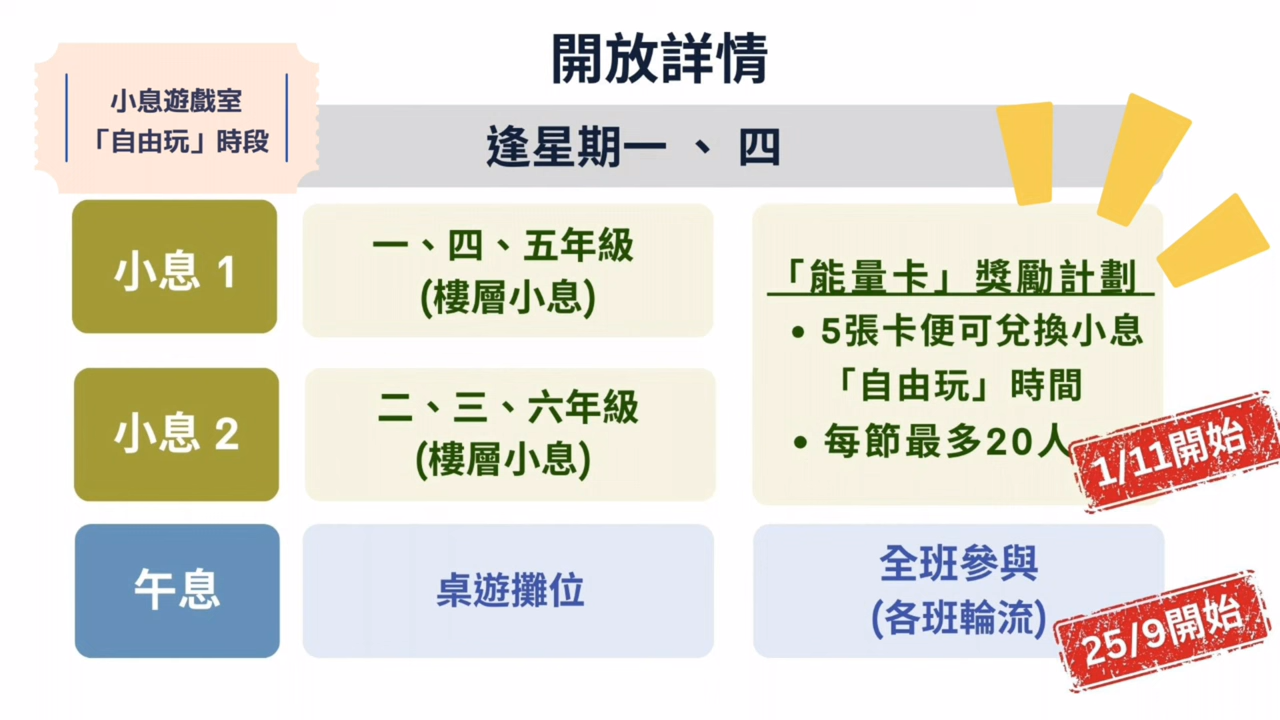 開放詳情
小息遊戲室
「自由玩」時段
逢星期一、四
小息 1
一、四、五年級
(樓層小息)
小息 2
二、三、六年級
(樓層小息)
「能量卡」獎勵計劃
• 5張卡便可兌換小息
「自由玩」時間
• 每節最多20人
1/11開始
午息
桌遊攤位
全班參與
(各班輪流)
25/9開始